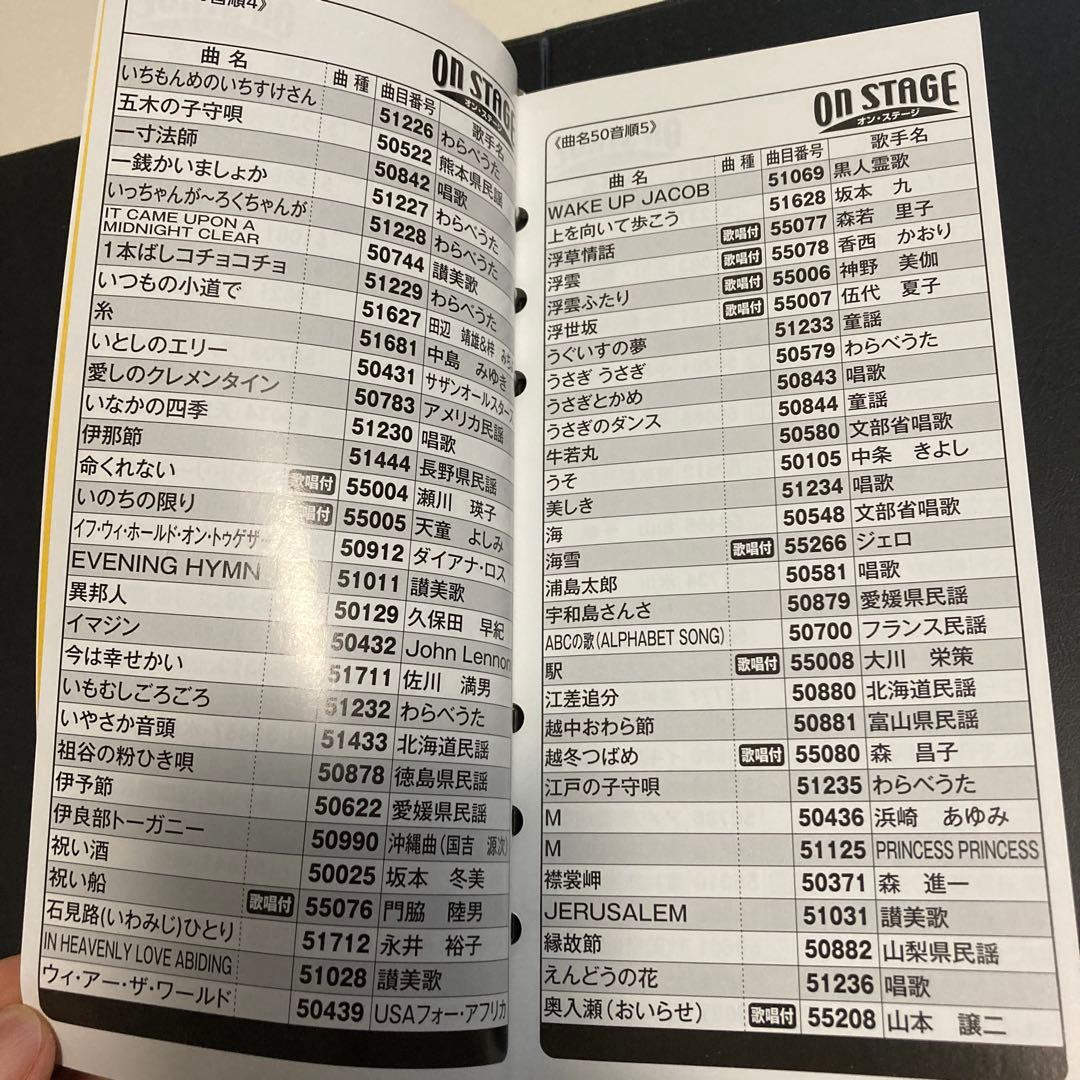 音順4》
ON STAGE
オン・ステージ
曲名 曲種 曲目番号 歌手名
いちもんめのいちすけさん 51226 わらべうた
五木の子守唄 50522 熊本県民謡
一寸法師 50842 唱歌
一銭かいましょか 51227 わらべうた
いっちゃんが~ろくちゃんが 51228 わらべうた
IT CAME UPON A
MIDNIGHT CLEAR 50744 讃美歌
1本ばしコチョコチョ 51229 わらべうた
いつもの小道で 51627 田辺 靖雄&梓 みち
糸 51681 中島 みゆき
いとしのエリー 50431 サザンオールスターズ
愛しのクレメンタイン 50783 アメリカ民謡
いなかの四季 51230 唱歌
伊那節 51444 長野県民謡
命くれない 歌唱付 55004 瀬川 瑛子
いのちの限り 歌唱付 55005 天童 よしみ
イフ・ウィ・ホールド・オン・トゥゲザー 50912 ダイアナ・ロス
EVENING HYMN 51011 讃美歌
異邦人 50129 久保田 早紀
イマジン 50432 John Lennon
今は幸せかい 51711 佐川 満男
いもむしごろごろ 51232 わらべうた
いやさか音頭 51433 北海道民謡
祖谷の粉ひき唄 50878 徳島県民謡
伊予節 50622 愛媛県民謡
伊良部トーガニー 50990 沖縄曲(国吉 源次)
祝い酒 50025 坂本 冬美
祝い船 歌唱付 55076 門脇 陸男
石見路(いわみじ)ひとり 51712 永井 裕子
IN HEAVENLY LOVE ABIDING 51028 讃美歌
ウィ・アー・ザ・ワールド 50439 USAフォー・アフリカ
ON STAGE
オン・ステージ
《曲名50音順5》
曲名 曲種 曲目番号 歌手名
WAKE UP JACOB 51069 黒人霊歌
上を向いて歩こう 51628 坂本 九
浮草情話 歌唱付 55077 森若 里子
浮雲 歌唱付 55078 香西 かおり
浮雲ふたり 歌唱付 55006 神野 美伽
浮世坂 歌唱付 55007 伍代 夏子
うぐいすの夢 51233 童謡
うさぎ うさぎ 50579 わらべうた
うさぎとかめ 50843 唱歌
うさぎのダンス 50844 童謡
牛若丸 50580 文部省唱歌
うそ 50105 中条 きよし
美しき 51234 唱歌
海 50548 文部省唱歌
海雪 歌唱付 55266 ジェロ
浦島太郎 50581 唱歌
宇和島さんさ 50879 愛媛県民謡
ABCの歌(ALPHABET SONG) 50700 フランス民謡
駅 歌唱付 55008 大川 栄策
江差追分 50880 北海道民謡
越中おわら節 50881 富山県民謡
越冬つばめ 歌唱付 55080 森 昌子
江戸の子守唄 51235 わらべうた
M 50436 浜崎 あゆみ
M 51125 PRINCESS PRINCESS
襟裳岬 50371 森 進一
JERUSALEM 51031 讃美歌
縁故節 50882 山梨県民謡
えんどうの花 51236 唱歌
奥入瀬(おいらせ) 歌唱付 55208 山本 譲二